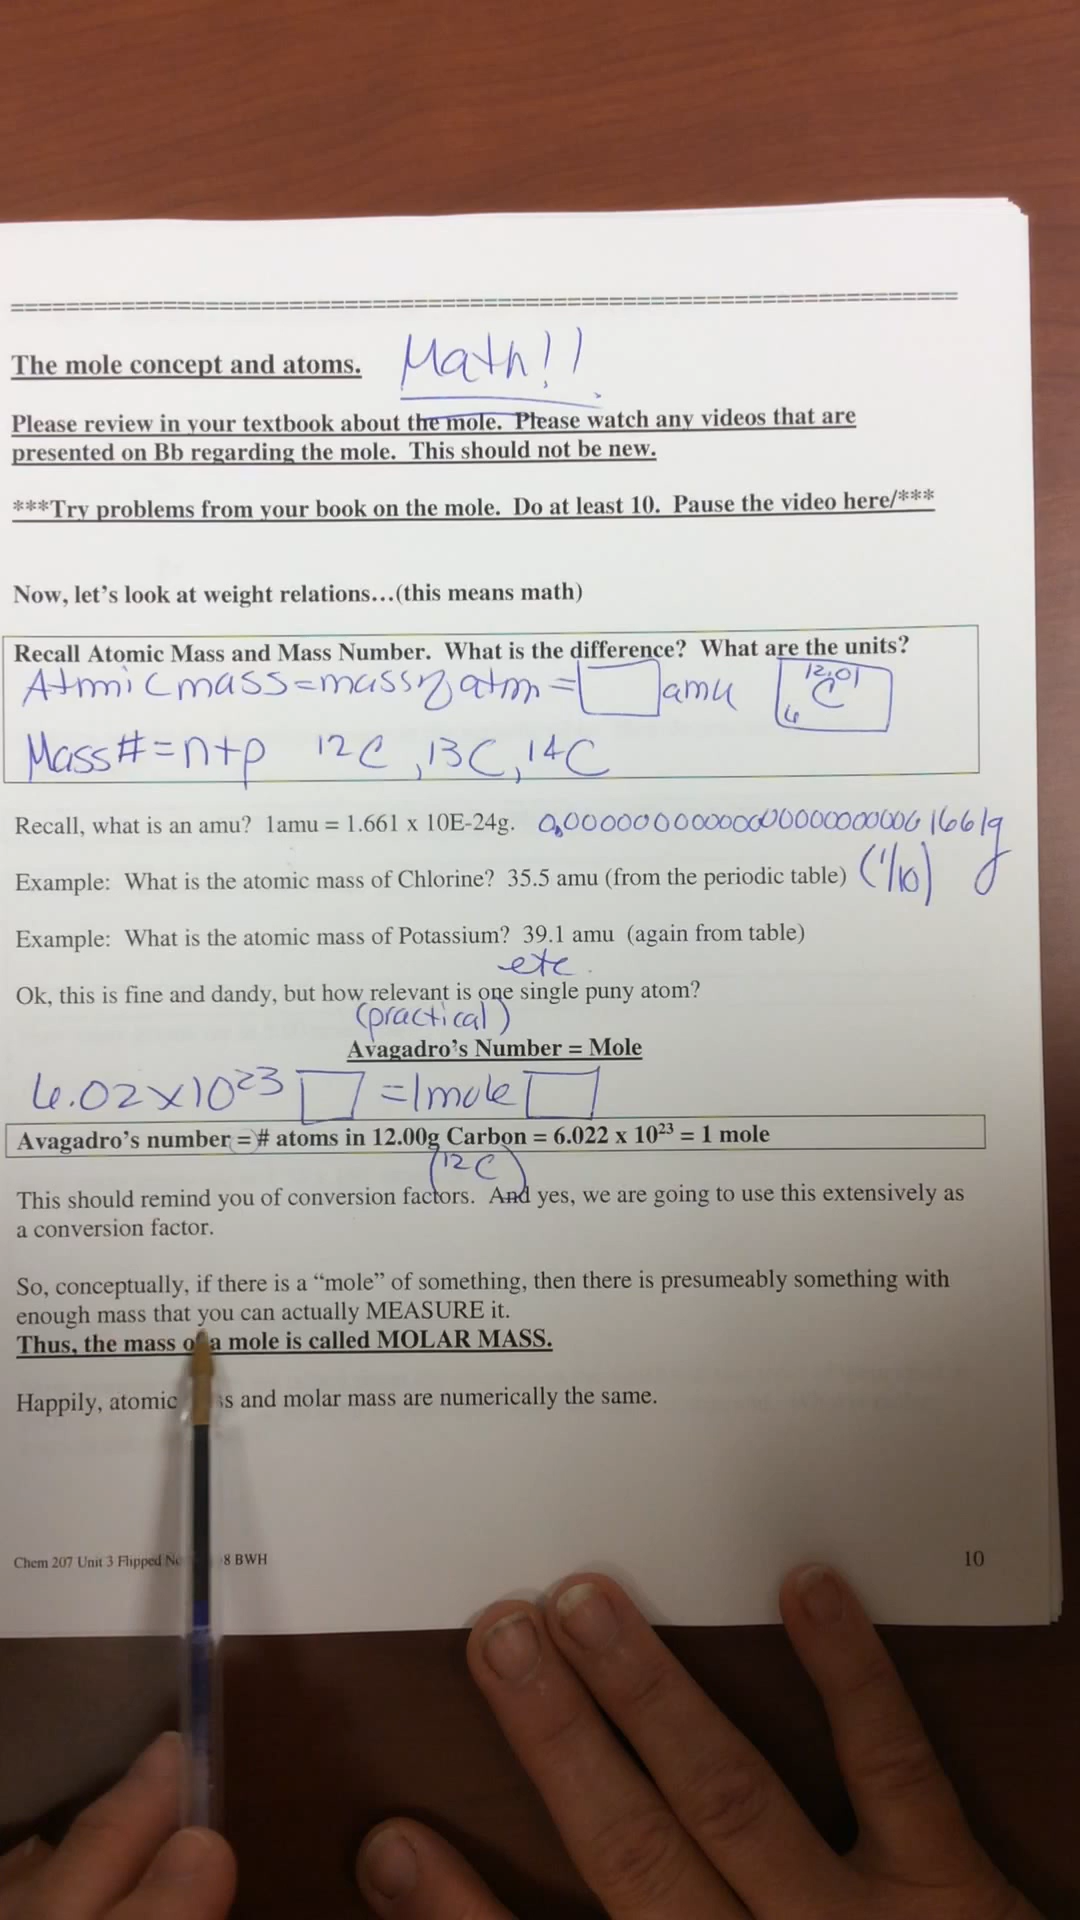 ================================================================
The mole concept and atoms. Math!!
Please review in your textbook about the mole. Please watch any videos that are
presented on Bb regarding the mole. This should not be new.
***Try problems from your book on the mole. Do at least 10. Pause the video here/***
Now, let's look at weight relations…(this means math)
Recall Atomic Mass and Mass Number. What is the difference? What are the units?
Atomic mass = mass of atom = amu 12.01
6 C
Mass# = n+p 12C, 13C, 14C
Recall, what is an amu? 1amu = 1.661 x 10E-24g. 1661g
Example: What is the atomic mass of Chlorine? 35.5 amu (from the periodic table) (1/10)
Example: What is the atomic mass of Potassium? 39.1 amu (again from table)
etc.
Ok, this is fine and dandy, but how relevant is one single puny atom?
(practical)
Avagadro's Number = Mole
6.02x10²³ = 1 mole
Avagadro's number = # atoms in 12.00g Carbon = 6.022 x 10²³ = 1 mole
(12C)
This should remind you of conversion factors. And yes, we are going to use this extensively as
a conversion factor.
So, conceptually, if there is a “mole” of something, then there is presumeably something with
enough mass that you can actually MEASURE it.
Thus, the mass of a mole is called MOLAR MASS.
Happily, atomic and molar mass are numerically the same.
Chem 207 Unit 3 Flipped 8 BWH 10